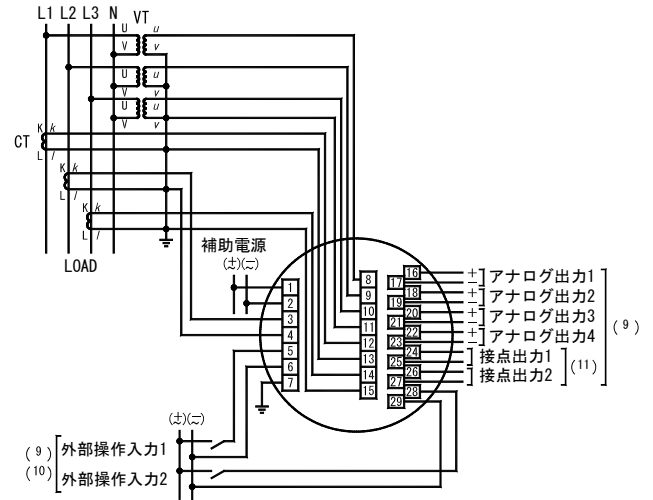 L1 L2 L3 N VT
U u
V v
U u
V v
U u
V v
K k
CT
L l
K k
L l
K k
L l
LOAD
補助電源
(±)(−)
1
2
3
4
5
6
7
8
9
10
11
12
13
14
15
16
17
18
19
20
21
22
23
24
25
26
27
28
29
+
− アナログ出力1
+
− アナログ出力2
+
− アナログ出力3
+
− アナログ出力4
(9)
接点出力1
接点出力2
(11)
(±)(−)
(9) 外部操作入力1
(10) 外部操作入力2